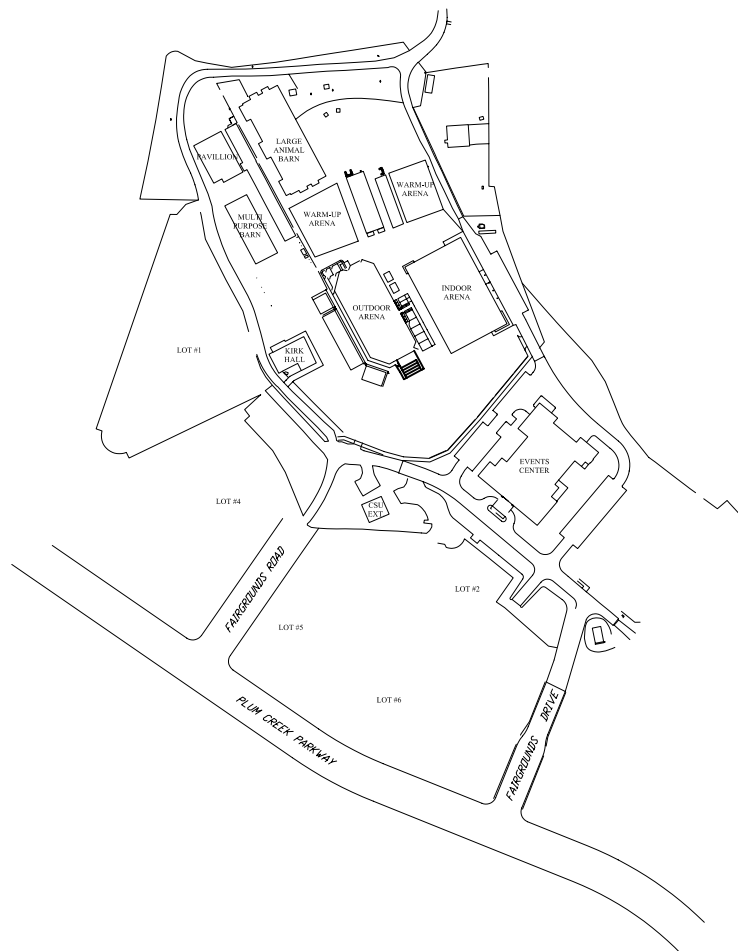 LARGE
ANIMAL
BARN
PAVILLION
WARM-UP
ARENA
MULTI
PURPOSE
BARN
WARM-UP
ARENA
INDOOR
ARENA
OUTDOOR
ARENA
LOT #1
KIRK
HALL
EVENTS
CENTER
LOT #4
CSU
EXT
FAIRGROUNDS ROAD
LOT #2
LOT #5
LOT #6
PLUM CREEK PARKWAY
FAIRGROUNDS DRIVE